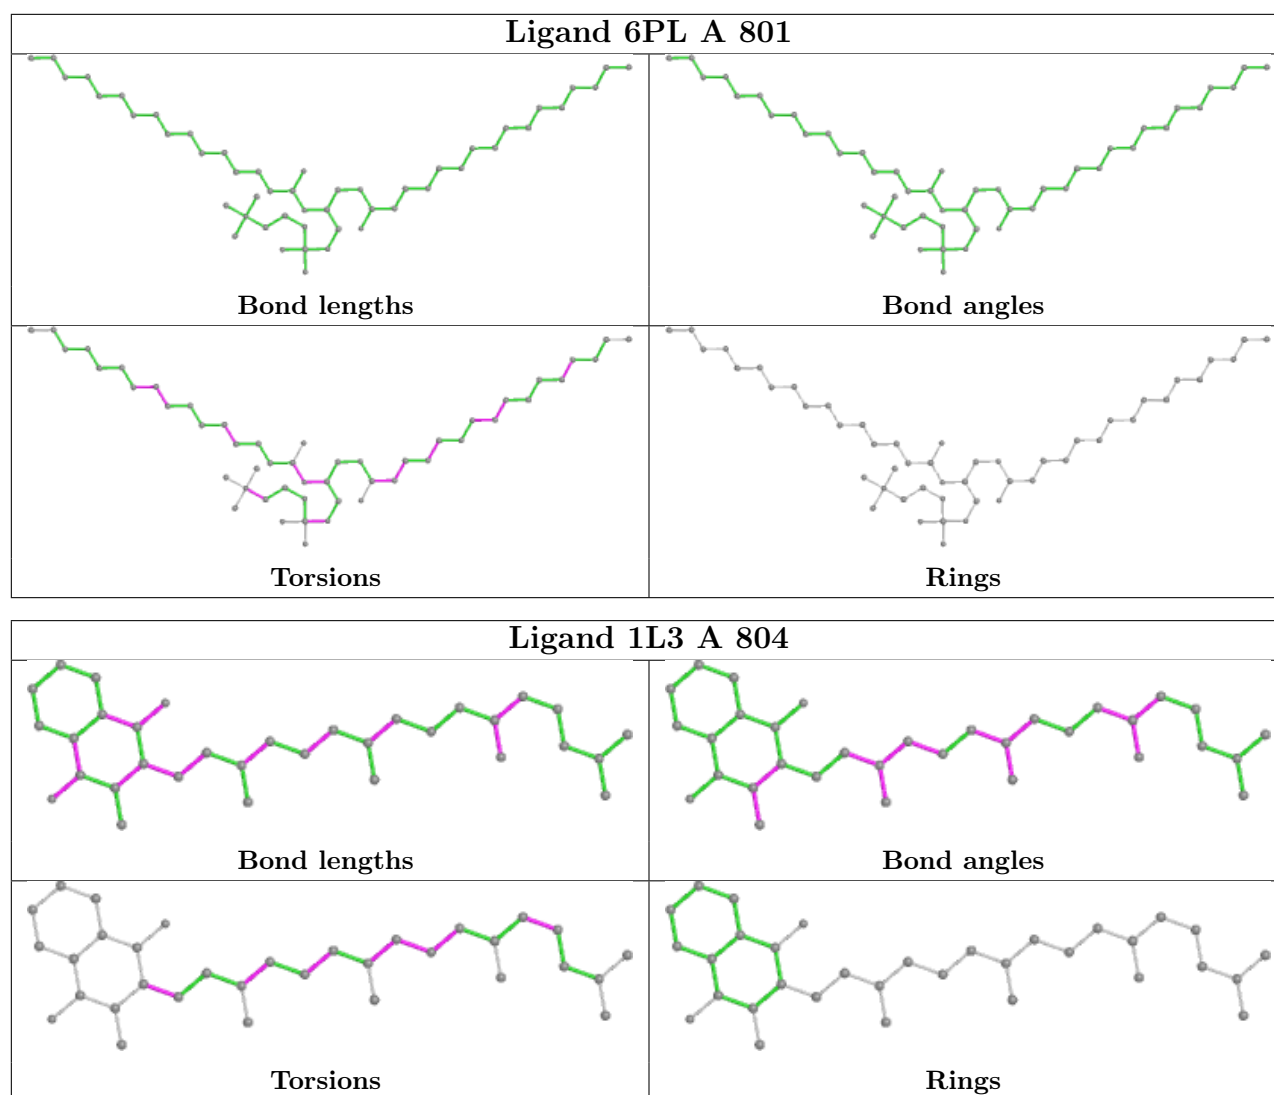 Ligand 6PL A 801
Bond lengths
Bond angles
Torsions
Rings
Ligand 1L3 A 804
Bond lengths
Bond angles
Torsions
Rings